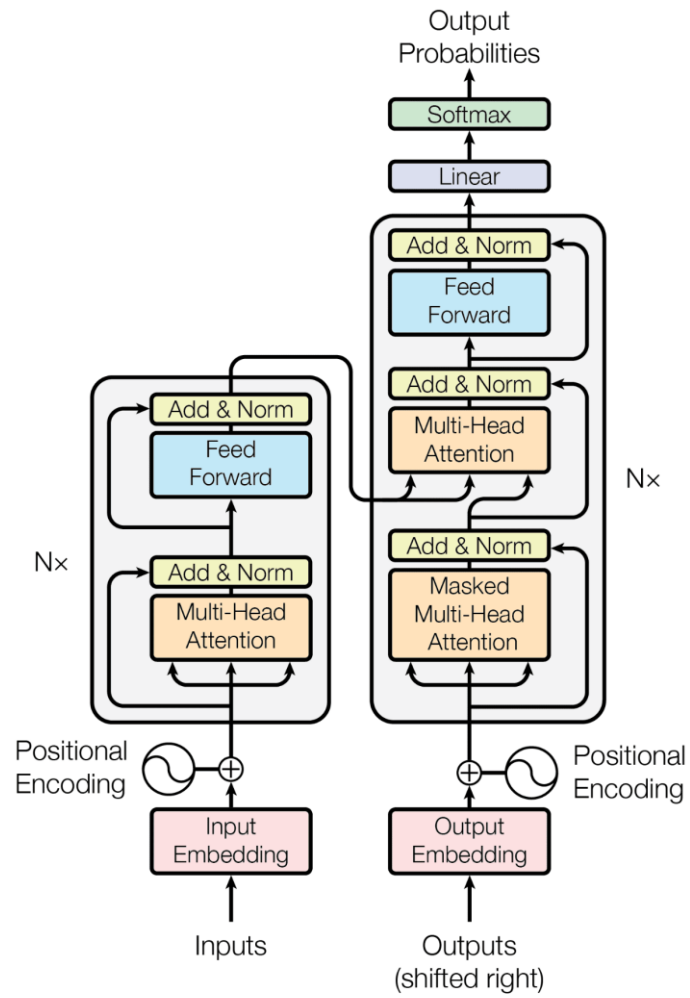 Output
Probabilities
Softmax
Linear
Add & Norm
Feed
Forward
Add & Norm
Multi-Head
Attention
Add & Norm
Masked
Multi-Head
Attention
Nx
Add & Norm
Feed
Forward
Add & Norm
Multi-Head
Attention
Nx
Positional
Encoding
Positional
Encoding
Input
Embedding
Output
Embedding
Inputs
Outputs
(shifted right)